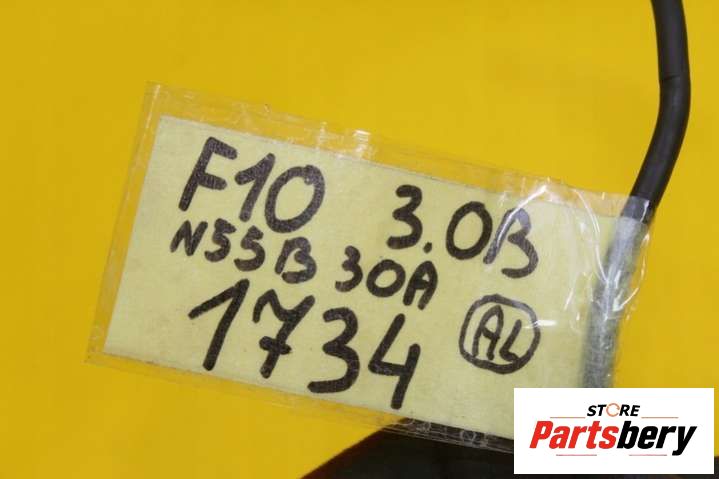 F10 3.0B
N55B30A
1734 AL
STORE
Partsbery